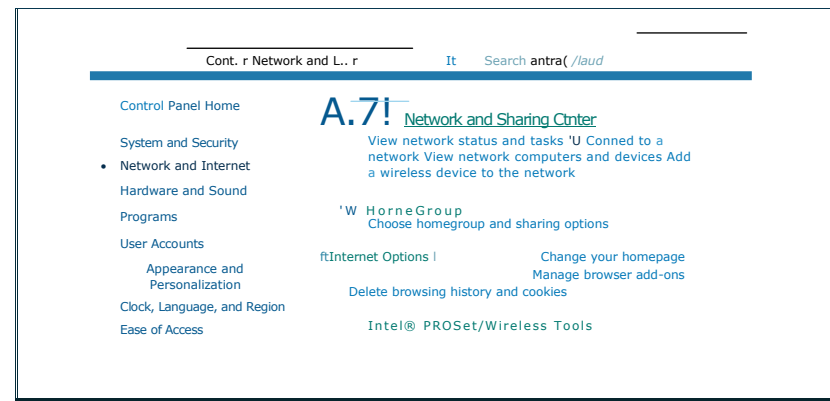 Cont. r Network and L.. r It Search antra( /laud
Control Panel Home
System and Security
• Network and Internet
Hardware and Sound
Programs
User Accounts
Appearance and
Personalization
Clock, Language, and Region
Ease of Access
A.7! Network and Sharing Ctnter
View network status and tasks 'U Conned to a
network View network computers and devices Add
a wireless device to the network
'W HorneGroup
Choose homegroup and sharing options
ftInternet Options l Change your homepage
Manage browser add-ons
Delete browsing history and cookies
Intel® PROSet/Wireless Tools